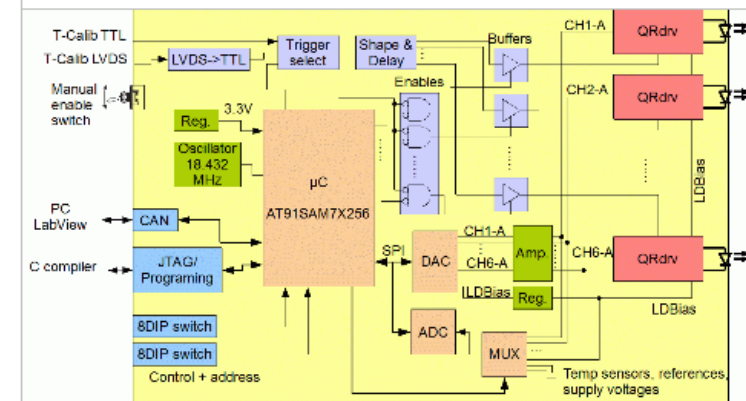 T-Calib TTL
T-Calib LVDS
LVDS->TTL
Trigger
select
Shape &
Delay
Buffers
CH1-A
QRdrv
Manual
enable
switch
Enables
CH2-A
QRdrv
Reg.
3.3V
Oscillator
18.432
MHz
µC
AT91SAM7X256
LDBias
PC
LabView
CAN
C compiler
JTAG/
Programing
SPI
DAC
CH1-A
CH6-A
Amp.
CH6-A
QRdrv
ILDBias
Reg.
LDBias
8DIP switch
8DIP switch
ADC
MUX
Control + address
Temp sensors, references,
supply voltages